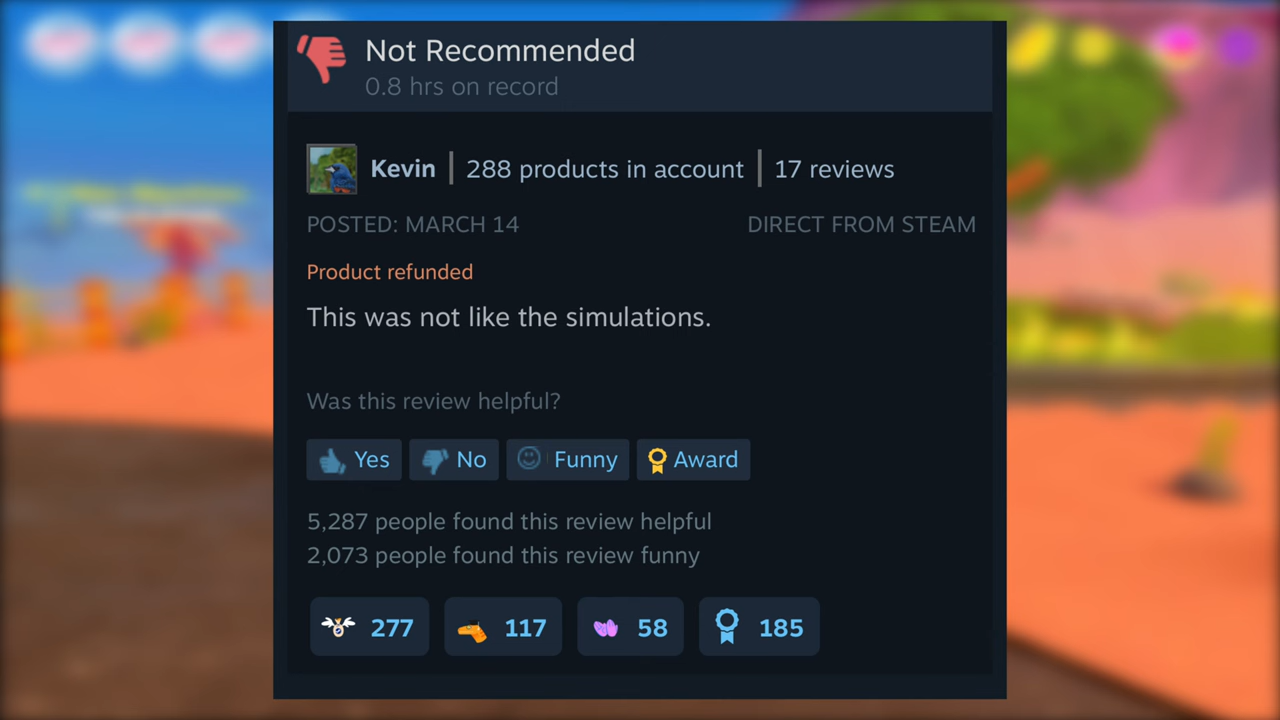 Not Recommended
0.8 hrs on record
Kevin | 288 products in account | 17 reviews
POSTED: MARCH 14 DIRECT FROM STEAM
Product refunded
This was not like the simulations.
Was this review helpful?
Yes No Funny Award
5,287 people found this review helpful
2,073 people found this review funny
277 117 58 185